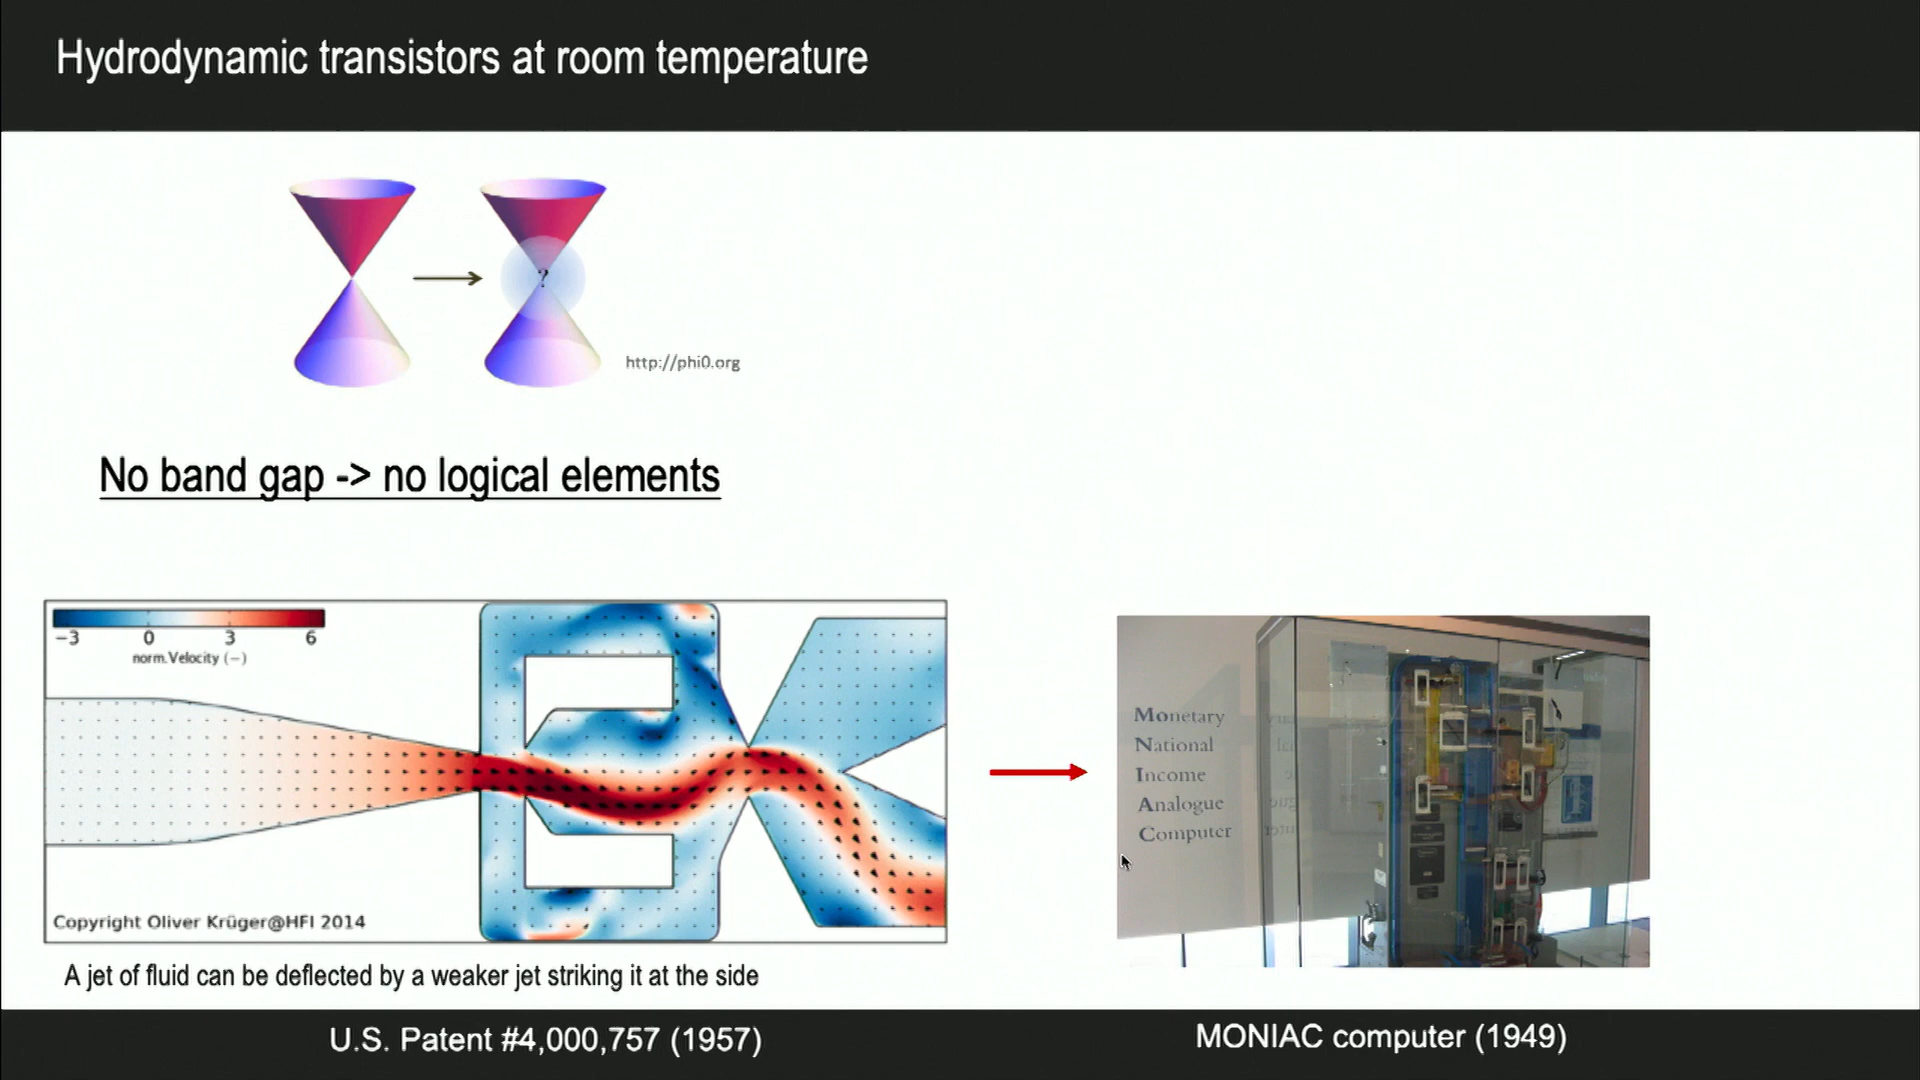 Hydrodynamic transistors at room temperature
?
http://phi0.org
No band gap -> no logical elements
−3 0 3 6
norm.Velocity (−)
Copyright Oliver Krüger@HFI 2014
A jet of fluid can be deflected by a weaker jet striking it at the side
Monetary
National
Income
Analogue
Computer
U.S. Patent #4,000,757 (1957)
MONIAC computer (1949)